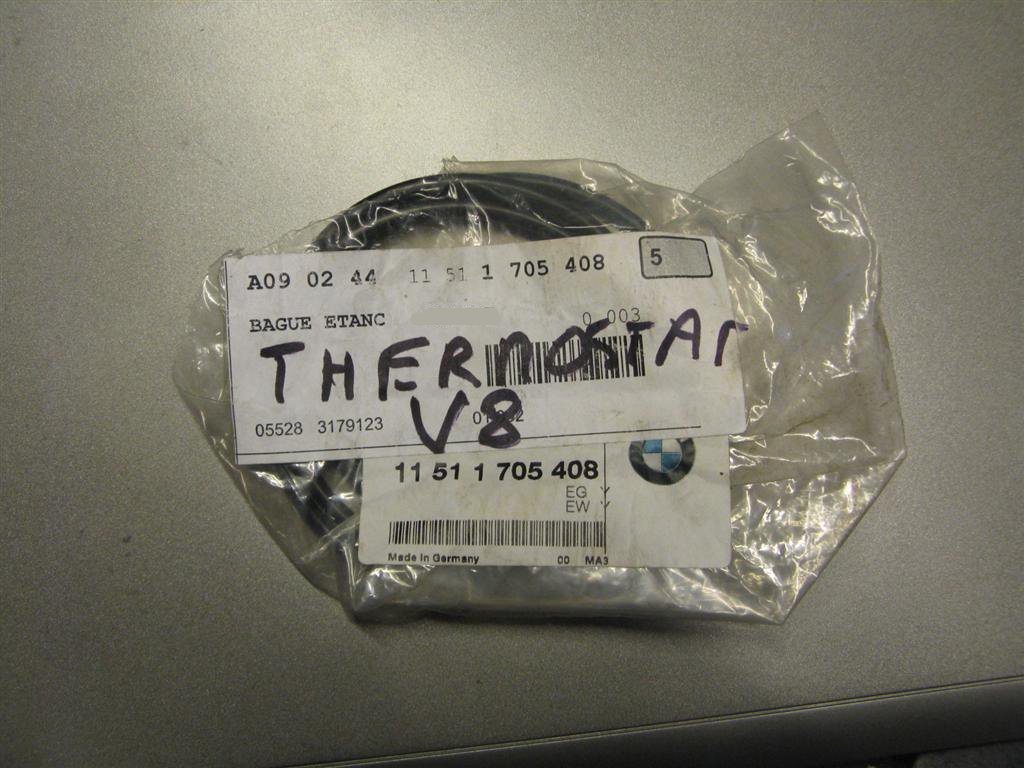 A09 02 44 11 51 1 705 408 5
BAGUE ETANC 0 003
THERMOSTAT
V8
05528 3179123
11 51 1 705 408
EG Y
EW Y
Made in Germany 00 MA3